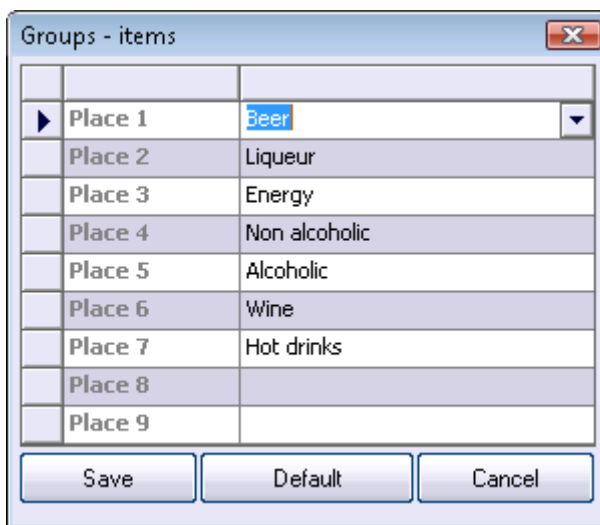 Groups - items
Place 1 Beer
Place 2 Liqueur
Place 3 Energy
Place 4 Non alcoholic
Place 5 Alcoholic
Place 6 Wine
Place 7 Hot drinks
Place 8
Place 9
Save Default Cancel